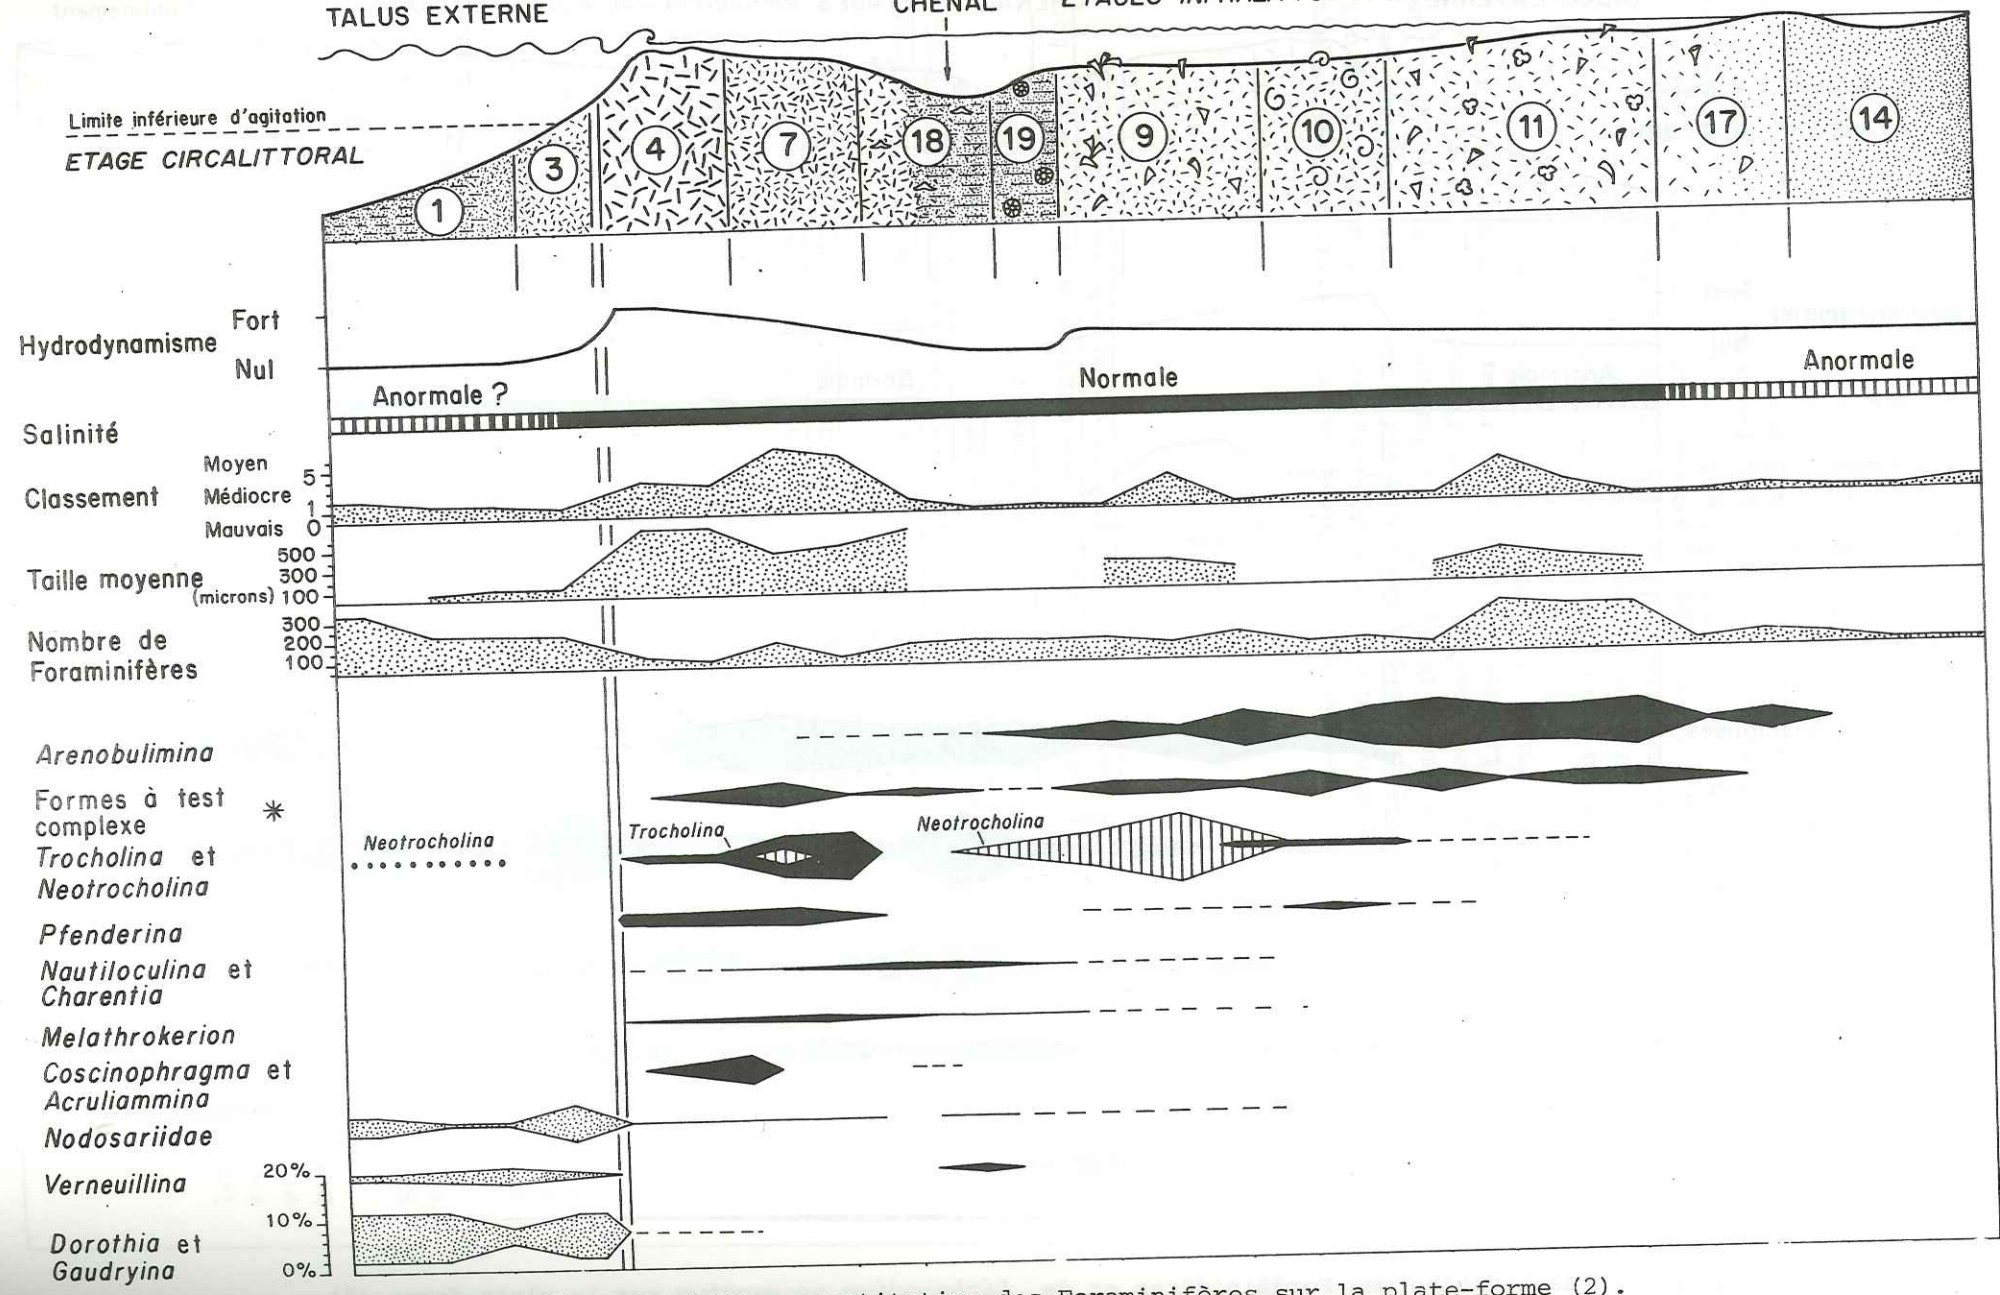 TALUS EXTERNE
CHENAL
ETAGES
Limite inférieure d'agitation
ETAGE CIRCALITTORAL
1
3
4
7
18
19
9
10
11
17
14
Hydrodynamisme
Fort
Nul
Anormale ?
Normale
Anormale
Salinité
Classement
Moyen
Médiocre
Mauvais
5
1
0
Taille moyenne
(microns)
500
300
100
Nombre de
Foraminifères
300
200
100
Arenobulimina
Formes à test
complexe
*
Trocholina et
Neotrocholina
Neotrocholina
Trocholina
Neotrocholina
Pfenderina
Nautiloculina et
Charentia
Melathrokerion
Coscinophragma et
Acruliammina
Nodosariidae
Verneuillina
20%
10%
0%
Dorothia et
Gaudryina
des Foraminifères sur la plate-forme (2).